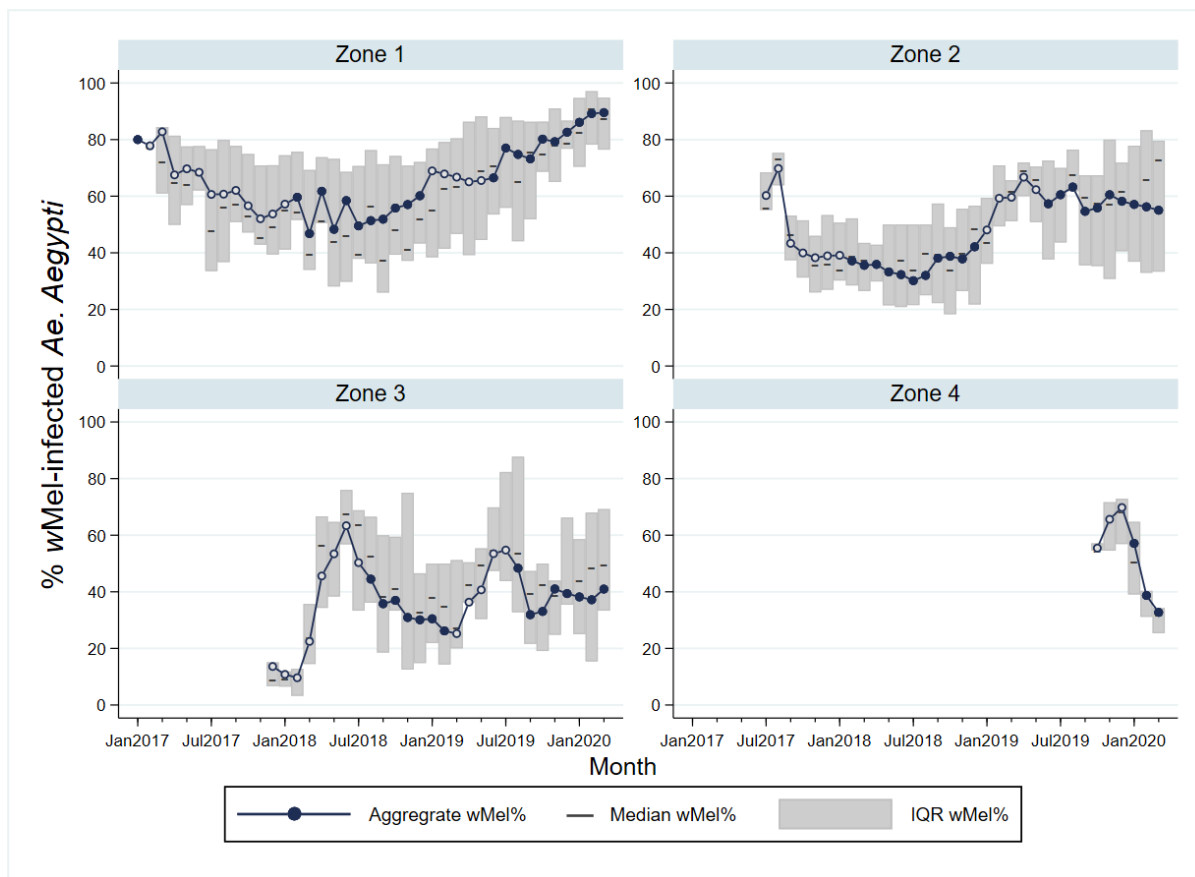 Zone 1
Zone 2
100
80
60
40
20
0
100
80
60
40
20
0
Zone 3
Zone 4
100
80
60
40
20
0
100
80
60
40
20
0
% wMel-infected Ae. Aegypti
Jan2017 Jul2017 Jan2018 Jul2018 Jan2019 Jul2019 Jan2020
Jan2017 Jul2017 Jan2018 Jul2018 Jan2019 Jul2019 Jan2020
Month
Aggregrate wMel% Median wMel% IQR wMel%